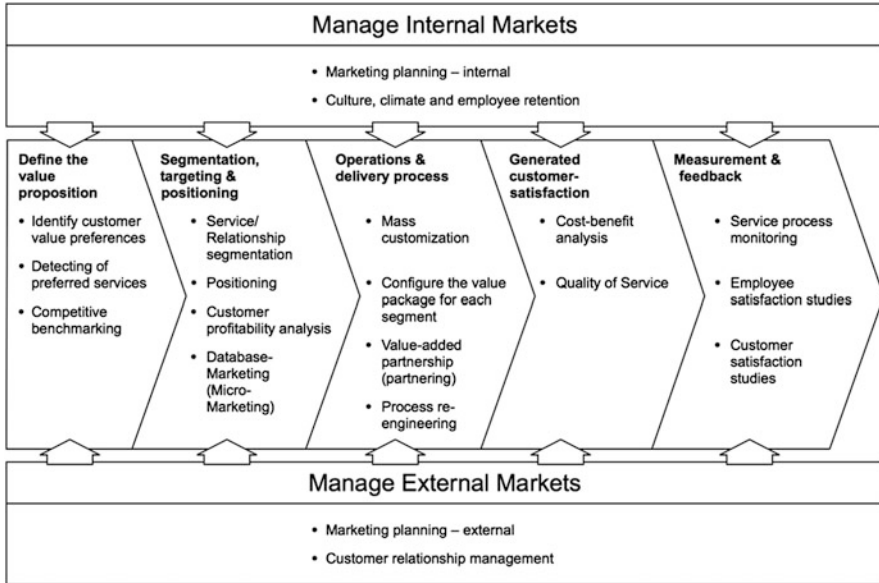 Manage Internal Markets
• Marketing planning – internal
• Culture, climate and employee retention
Define the
value
proposition
• Identify customer
value preferences
• Detecting of
preferred services
• Competitive
benchmarking
Segmentation,
targeting &
positioning
• Service/
Relationship
segmentation
• Positioning
• Customer
profitability analysis
• Database-
Marketing
(Micro-
Marketing)
Operations &
delivery process
• Mass
customization
• Configure the value
package for each
segment
• Value-added
partnership
(partnering)
• Process re-
engineering
Generated
customer-
satisfaction
• Cost-benefit
analysis
• Quality of Service
Measurement &
feedback
• Service process
monitoring
• Employee
satisfaction studies
• Customer
satisfaction
studies
Manage External Markets
• Marketing planning – external
• Customer relationship management